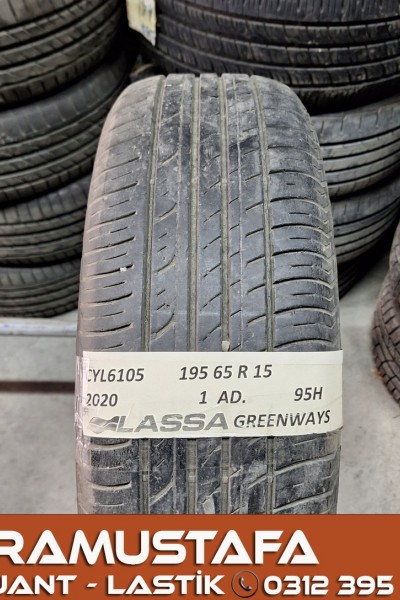 CYL6105 195 65 R 15
2020 1 AD. 95H
LASSA GREENWAYS
RAMUSTAFA
JANT - LASTİK 0312 395